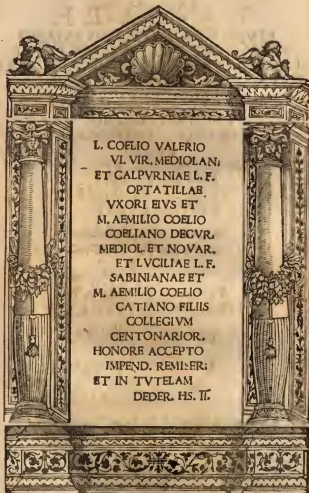 L. COELIO VALERIO
VI. VIR. MEDIOLAN.
ET CALPVRNIAE L. F.
OPTATILLAE
VXORI EIVS ET
M. AEMILIO COELIO
COELIANO DECVR.
MEDIOL ET NOVAR.
ET LVCILIAE L. F.
SABINIANAE ET
M. AEMILIO COELIO
CATIANO FILIIS
COLLEGIVM
CENTONARIOR.
HONORE ACCEPTO
IMPEND. REMISER:
ET IN TVTELAM
DEDER. HS. II.